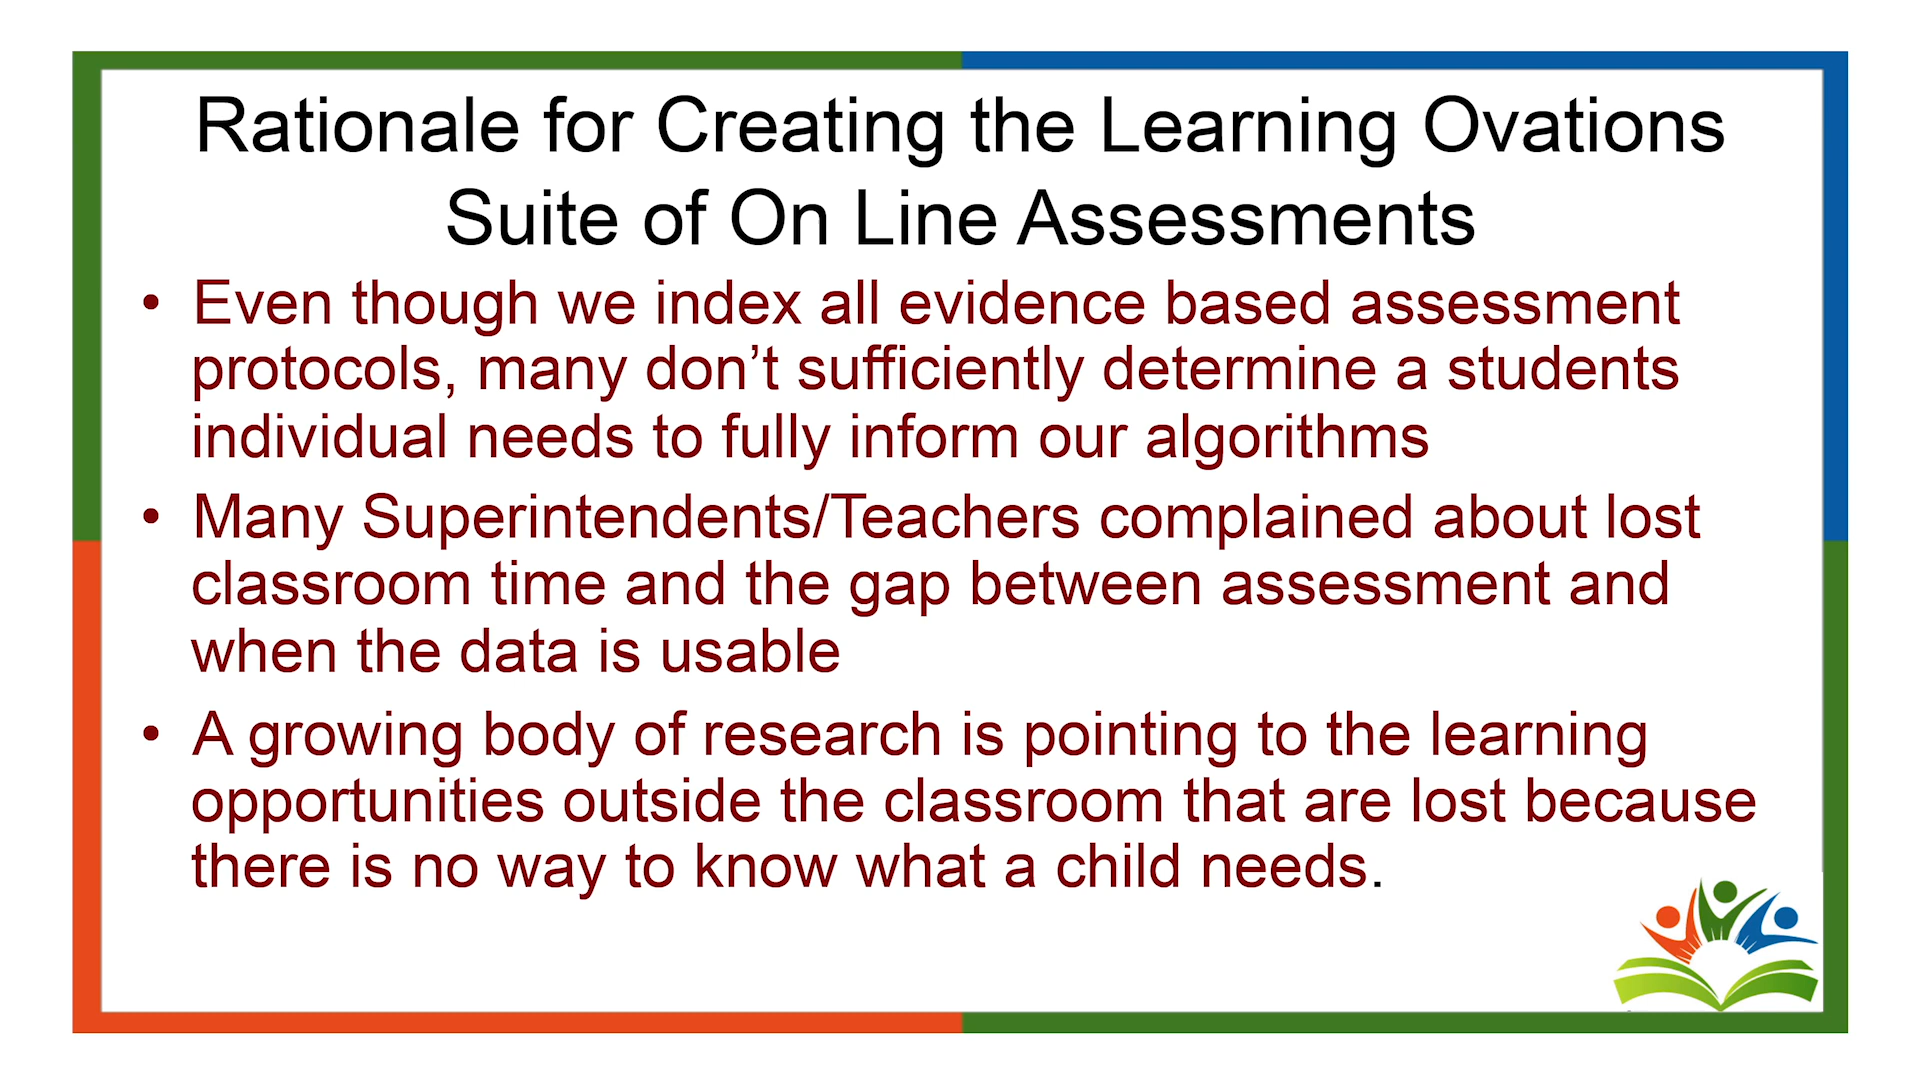 Rationale for Creating the Learning Ovations
Suite of On Line Assessments
• Even though we index all evidence based assessment
protocols, many don’t sufficiently determine a students
individual needs to fully inform our algorithms
• Many Superintendents/Teachers complained about lost
classroom time and the gap between assessment and
when the data is usable
• A growing body of research is pointing to the learning
opportunities outside the classroom that are lost because
there is no way to know what a child needs.